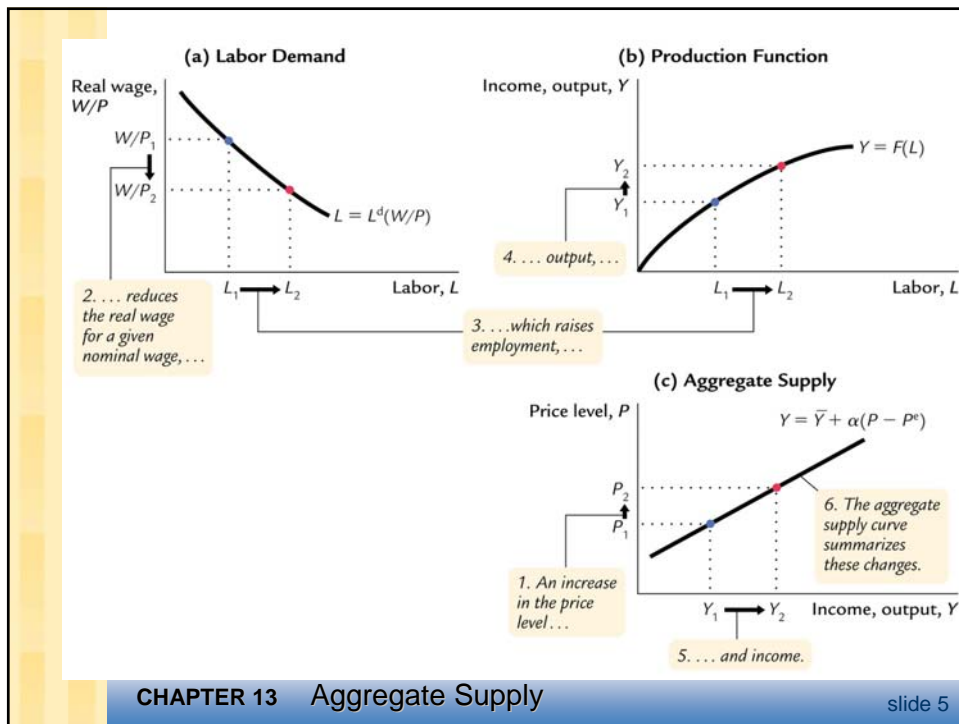 (a) Labor Demand
Real wage,
W/P
W/P₁
W/P₂
L = Lᵈ(W/P)
L₁
L₂
Labor, L
2. . . . reduces
the real wage
for a given
nominal wage, . . .
(b) Production Function
Income, output, Y
Y = F(L)
Y₂
Y₁
4. . . . output, . . .
L₁
L₂
Labor, L
3. . . . which raises
employment, . . .
(c) Aggregate Supply
Price level, P
Y = Ȳ + α(P − Pᵉ)
P₂
P₁
6. The aggregate
supply curve
summarizes
these changes.
1. An increase
in the price
level . . .
Y₁
Y₂
Income, output, Y
5. . . . and income.
CHAPTER 13 Aggregate Supply
slide 5